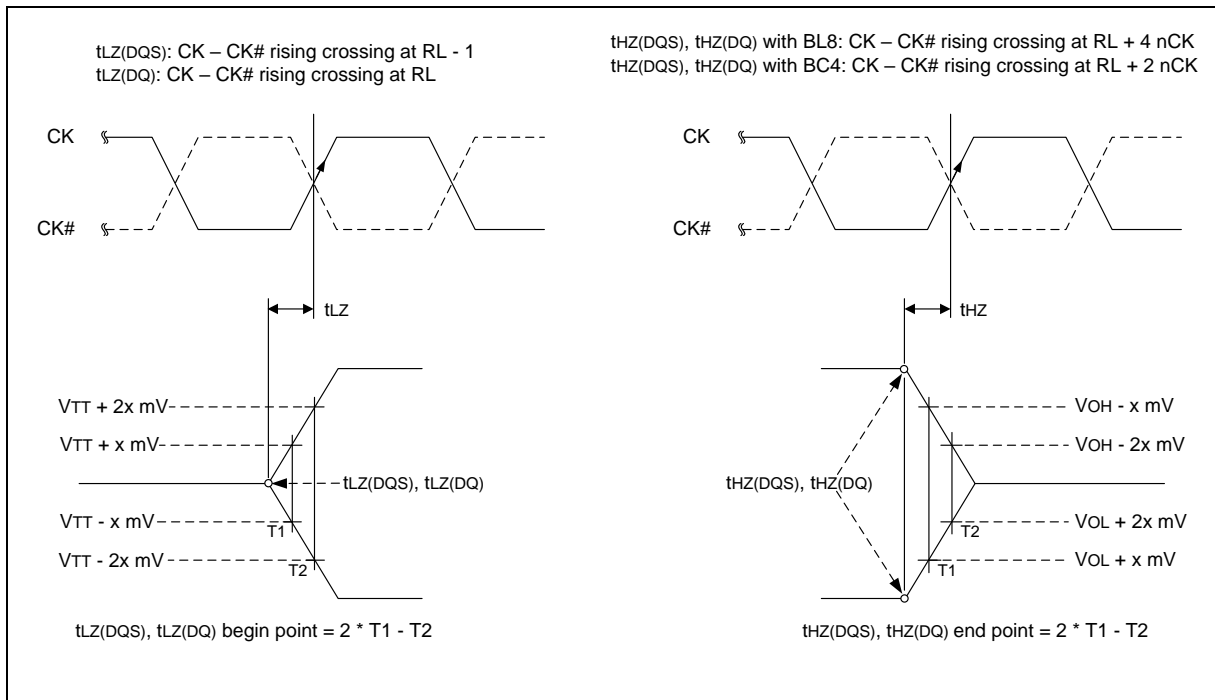 tLZ(DQS): CK – CK# rising crossing at RL - 1
tLZ(DQ): CK – CK# rising crossing at RL
tHZ(DQS), tHZ(DQ) with BL8: CK – CK# rising crossing at RL + 4 nCK
tHZ(DQS), tHZ(DQ) with BC4: CK – CK# rising crossing at RL + 2 nCK
CK
CK#
CK
CK#
tLZ
tHZ
VTT + 2x mV
VTT + x mV
tLZ(DQS), tLZ(DQ)
VTT - x mV
T1
VTT - 2x mV
T2
VOH - x mV
VOH - 2x mV
tHZ(DQS), tHZ(DQ)
VOL + 2x mV
T2
VOL + x mV
T1
tLZ(DQS), tLZ(DQ) begin point = 2 * T1 - T2
tHZ(DQS), tHZ(DQ) end point = 2 * T1 - T2